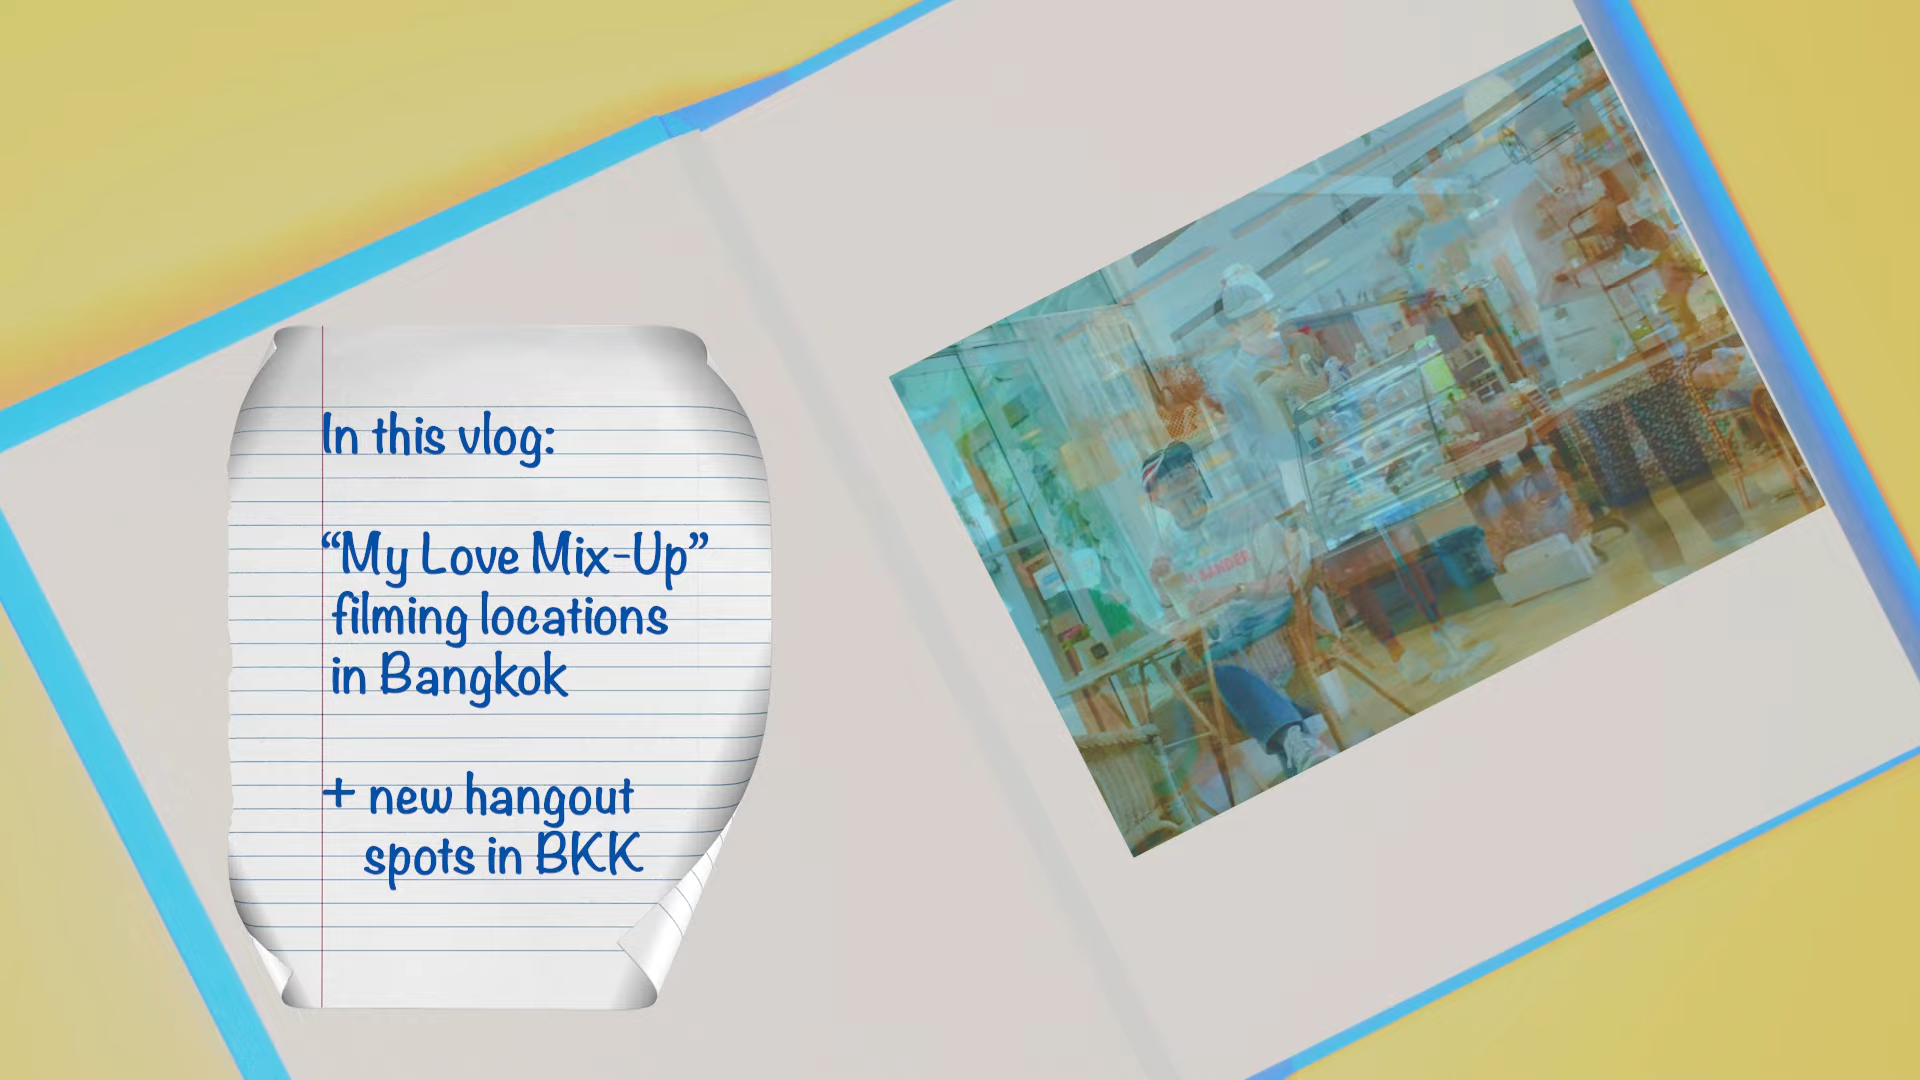 In this vlog:
“My Love Mix-Up”
filming locations
in Bangkok
+ new hangout
spots in BKK